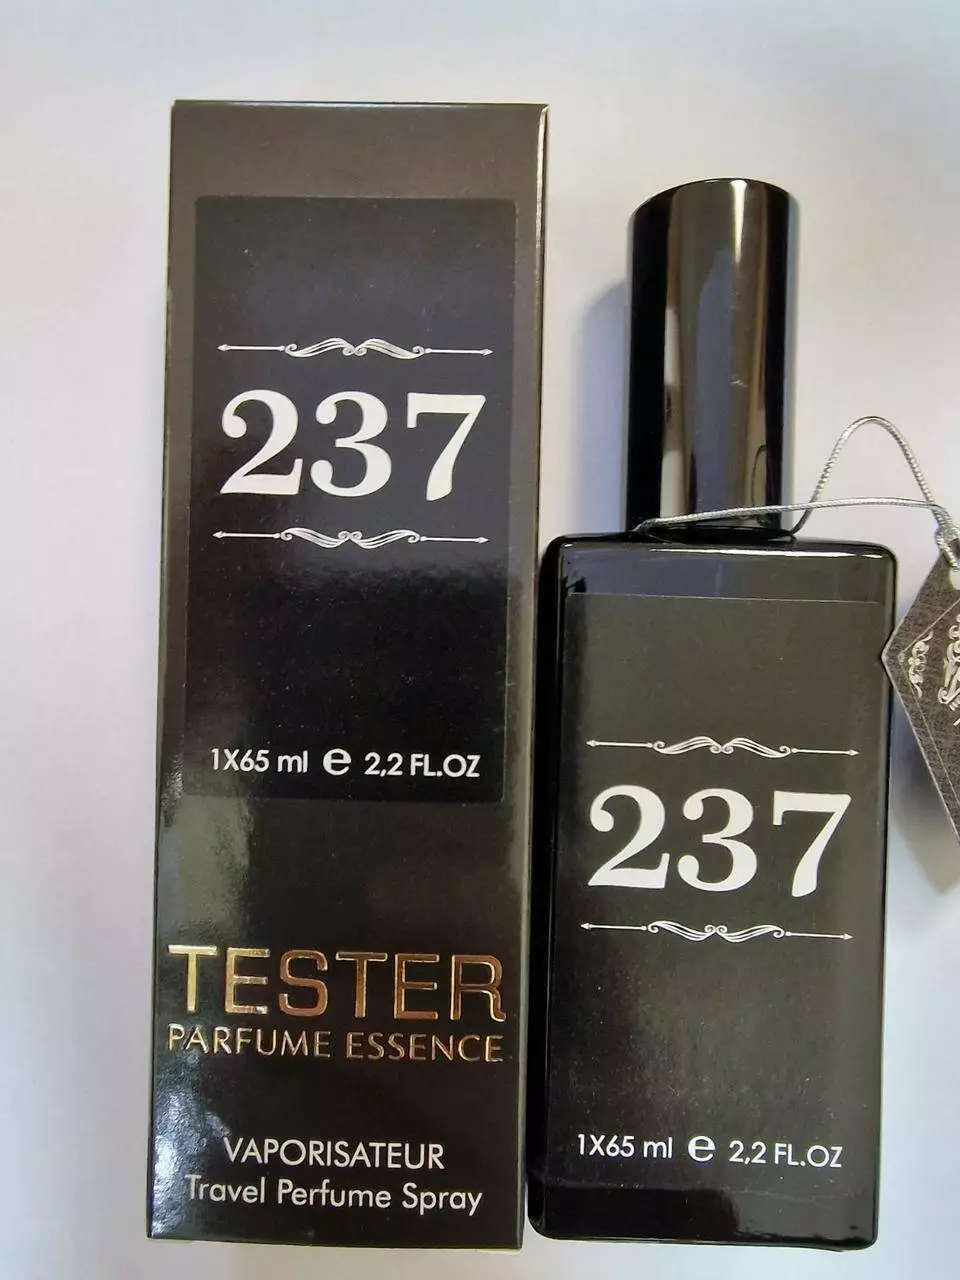 237
1X65 ml e 2,2 FL.OZ
TESTER
PARFUME ESSENCE
VAPORISATEUR
Travel Perfume Spray
237
1X65 ml e 2,2 FL.OZ